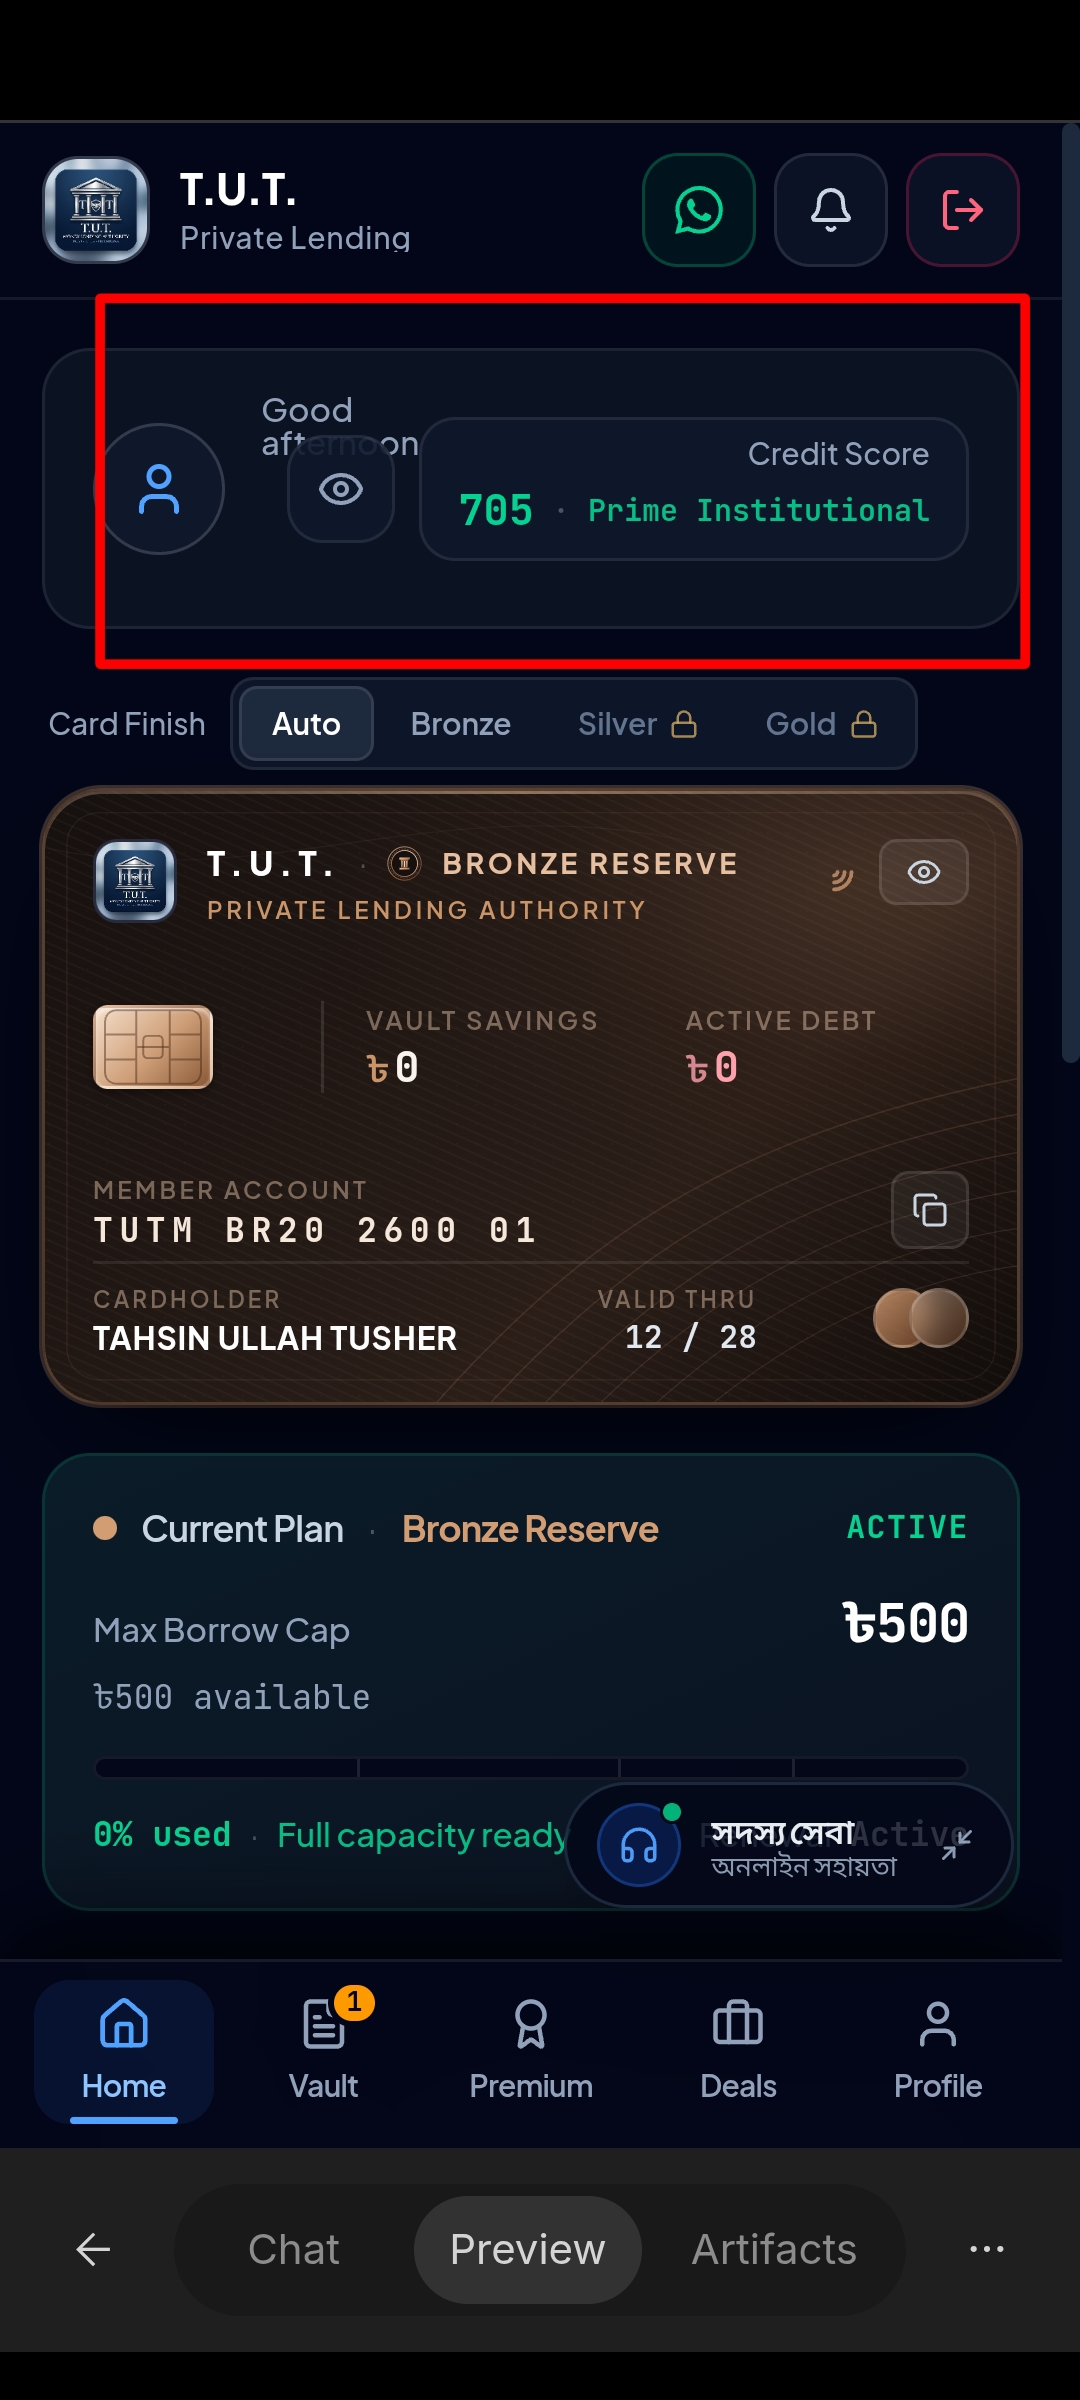 T.U.T.
Private Lending
T.U.T.
Good
afternoon
Credit Score
705 · Prime Institutional
Card Finish
Auto
Bronze
Silver
Gold
T.U.T. · BRONZE RESERVE
PRIVATE LENDING AUTHORITY
T.U.T.
VAULT SAVINGS
ACTIVE DEBT
৳0
৳0
MEMBER ACCOUNT
TUTM BR20 2600 01
CARDHOLDER
VALID THRU
TAHSIN ULLAH TUSHER
12 / 28
Current Plan · Bronze Reserve
ACTIVE
Max Borrow Cap
৳500
৳500 available
0% used · Full capacity ready
Active
সদস্য সেবা
অনলাইন সহায়তা
1
Home
Vault
Premium
Deals
Profile
Chat
Preview
Artifacts